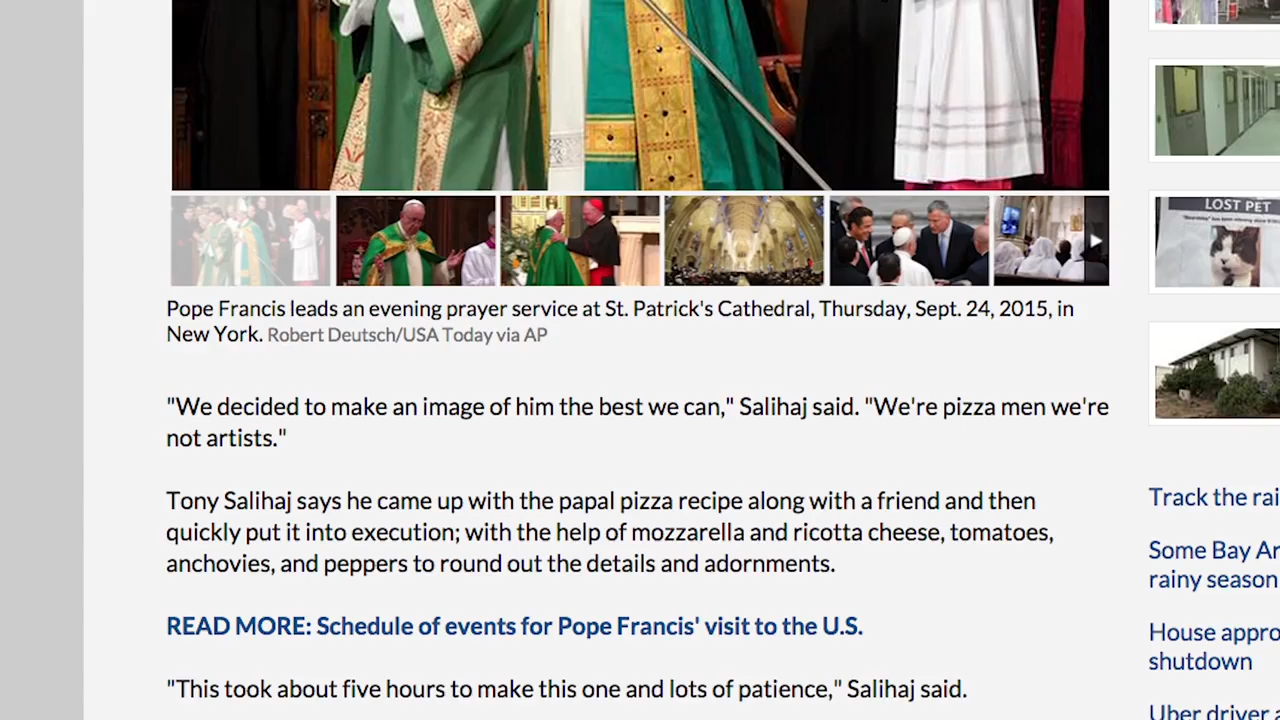 LOST PET
Pope Francis leads an evening prayer service at St. Patrick's Cathedral, Thursday, Sept. 24, 2015, in
New York. Robert Deutsch/USA Today via AP
"We decided to make an image of him the best we can," Salihaj said. "We're pizza men we're
not artists."
Tony Salihaj says he came up with the papal pizza recipe along with a friend and then
quickly put it into execution; with the help of mozzarella and ricotta cheese, tomatoes,
anchovies, and peppers to round out the details and adornments.
READ MORE: Schedule of events for Pope Francis' visit to the U.S.
"This took about five hours to make this one and lots of patience," Salihaj said.
Track the rai
Some Bay Ar
rainy season
House appro
shutdown
Uber driver a